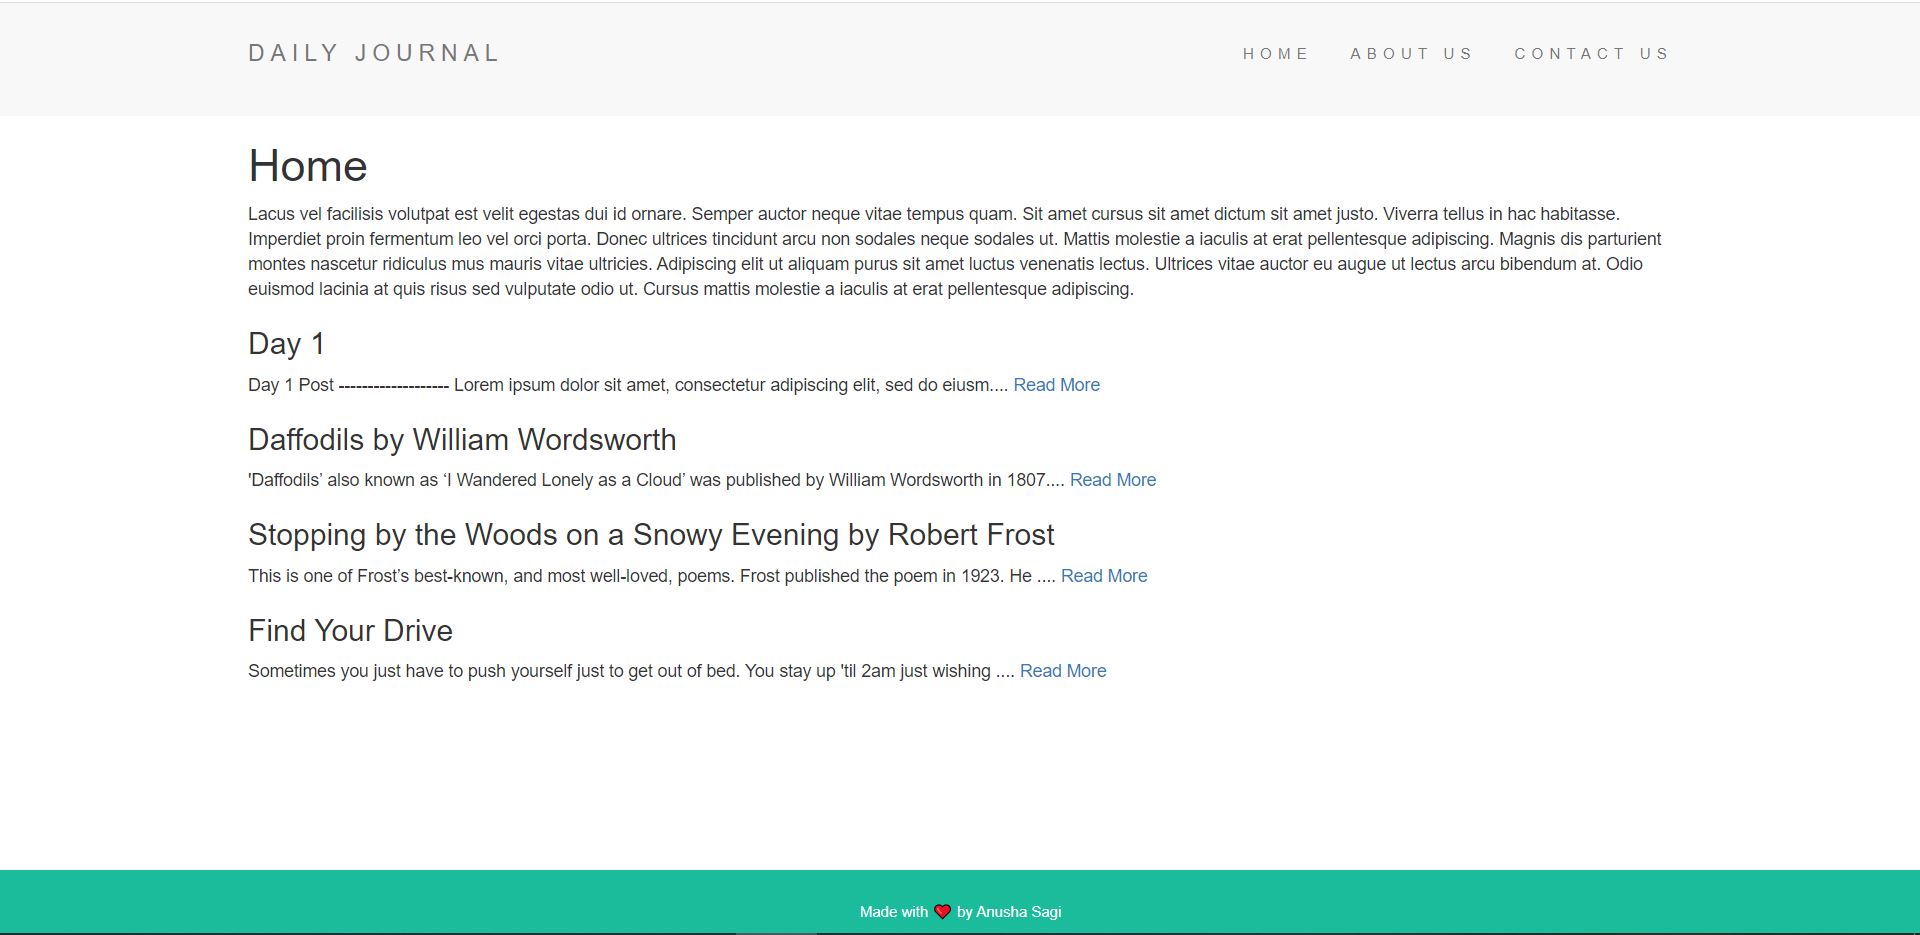 DAILY JOURNAL
HOME ABOUT US CONTACT US
Home
Lacus vel facilisis volutpat est velit egestas dui id ornare. Semper auctor neque vitae tempus quam. Sit amet cursus sit amet dictum sit amet justo. Viverra tellus in hac habitasse.
Imperdiet proin fermentum leo vel orci porta. Donec ultrices tincidunt arcu non sodales neque sodales ut. Mattis molestie a iaculis at erat pellentesque adipiscing. Magnis dis parturient
montes nascetur ridiculus mus mauris vitae ultricies. Adipiscing elit ut aliquam purus sit amet luctus venenatis lectus. Ultrices vitae auctor eu augue ut lectus arcu bibendum at. Odio
euismod lacinia at quis risus sed vulputate odio ut. Cursus mattis molestie a iaculis at erat pellentesque adipiscing.
Day 1
Day 1 Post ------------------- Lorem ipsum dolor sit amet, consectetur adipiscing elit, sed do eiusm.... Read More
Daffodils by William Wordsworth
'Daffodils’ also known as ‘I Wandered Lonely as a Cloud’ was published by William Wordsworth in 1807.... Read More
Stopping by the Woods on a Snowy Evening by Robert Frost
This is one of Frost’s best-known, and most well-loved, poems. Frost published the poem in 1923. He .... Read More
Find Your Drive
Sometimes you just have to push yourself just to get out of bed. You stay up 'til 2am just wishing .... Read More
Made with ❤ by Anusha Sagi